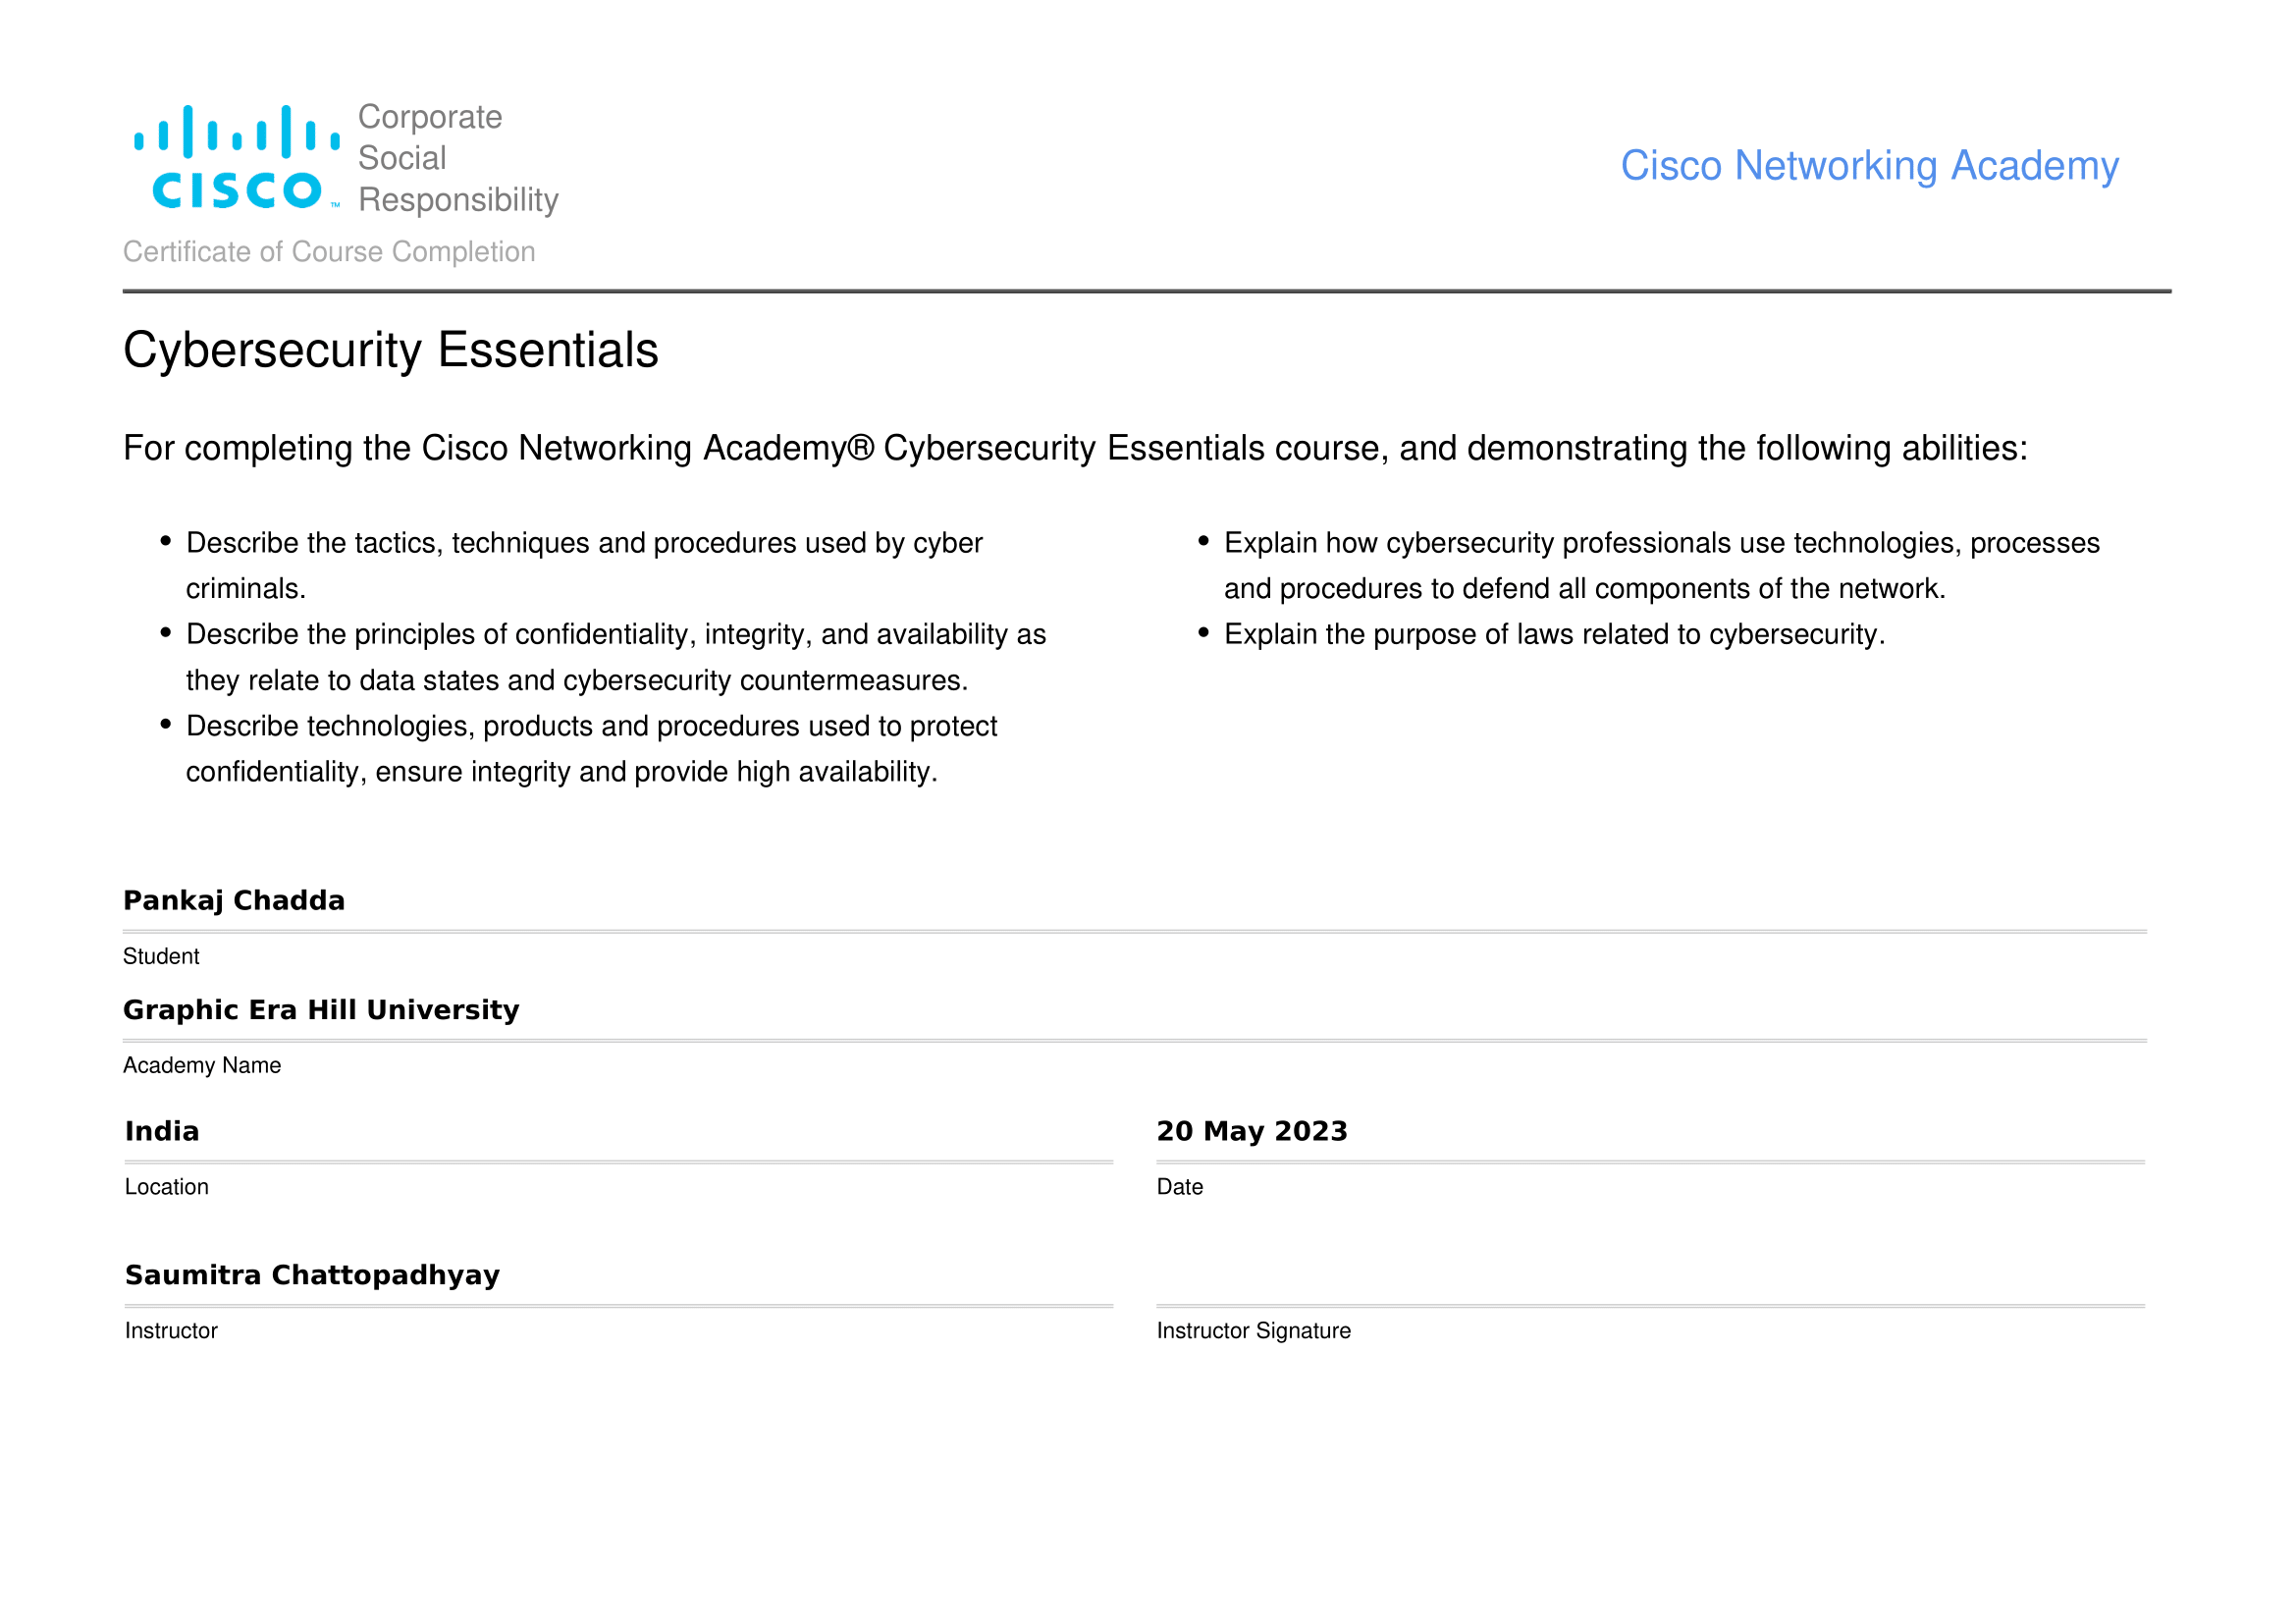 Corporate
Social
Responsibility
CISCO™
Cisco Networking Academy
Certificate of Course Completion
Cybersecurity Essentials
For completing the Cisco Networking Academy® Cybersecurity Essentials course, and demonstrating the following abilities:
• Describe the tactics, techniques and procedures used by cyber
criminals.
• Describe the principles of confidentiality, integrity, and availability as
they relate to data states and cybersecurity countermeasures.
• Describe technologies, products and procedures used to protect
confidentiality, ensure integrity and provide high availability.
• Explain how cybersecurity professionals use technologies, processes
and procedures to defend all components of the network.
• Explain the purpose of laws related to cybersecurity.
Pankaj Chadda
Student
Graphic Era Hill University
Academy Name
India
Location
20 May 2023
Date
Saumitra Chattopadhyay
Instructor
Instructor Signature